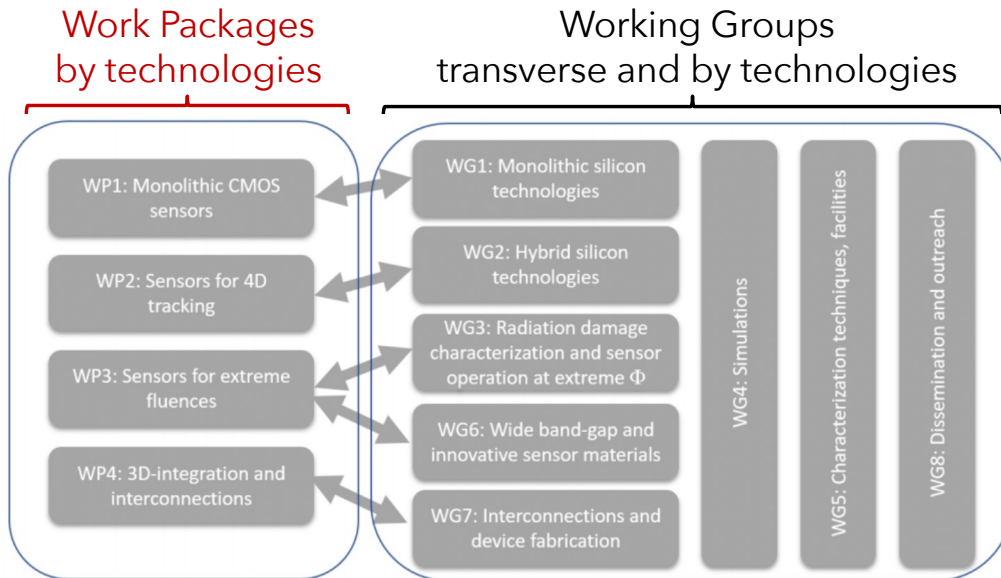 Work Packages
by technologies
Working Groups
transverse and by technologies
WP1: Monolithic CMOS
sensors
WP2: Sensors for 4D
tracking
WP3: Sensors for extreme
fluences
WP4: 3D-integration and
interconnections
WG1: Monolithic silicon
technologies
WG2: Hybrid silicon
technologies
WG3: Radiation damage
characterization and sensor
operation at extreme Φ
WG6: Wide band-gap and
innovative sensor materials
WG7: Interconnections and
device fabrication
WG4: Simulations
WG5: Characterization techniques, facilities
WG8: Dissemination and outreach